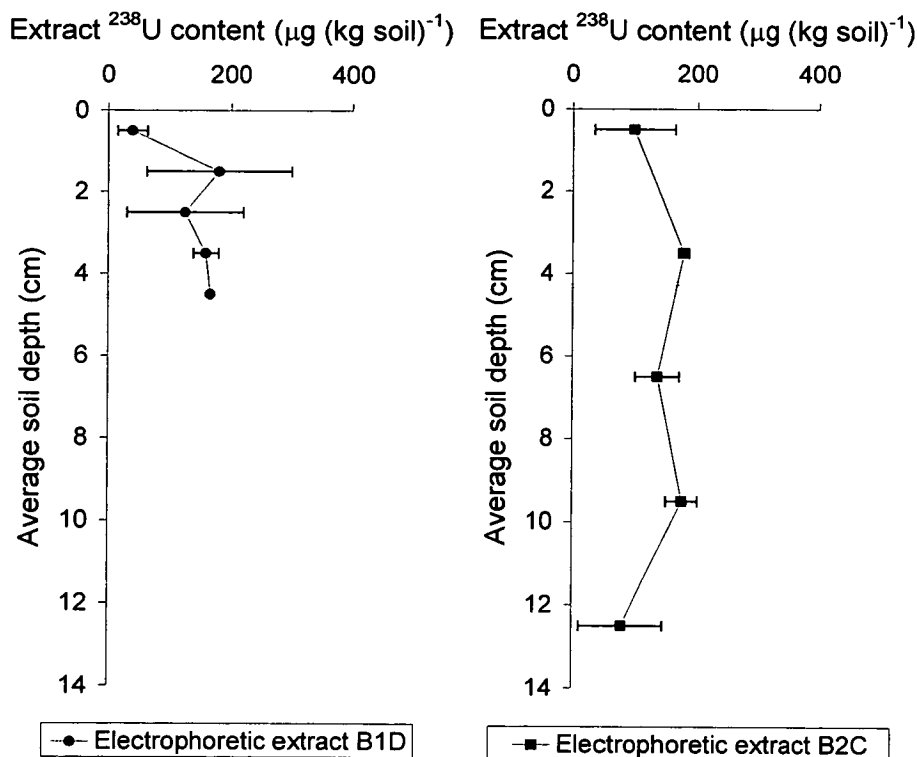 Extract ²³⁸U content (μg (kg soil)⁻¹)
0 200 400
0
2
4
6
8
10
12
14
Average soil depth (cm)
Electrophoretic extract B1D
Extract ²³⁸U content (μg (kg soil)⁻¹)
0 200 400
0
2
4
6
8
10
12
14
Average soil depth (cm)
Electrophoretic extract B2C